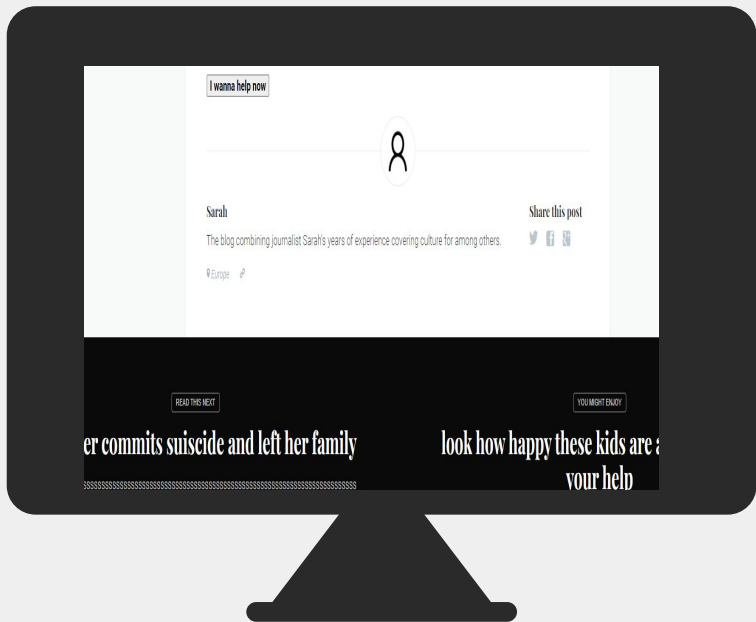 I wanna help now
Sarah
Share this post
The blog combining journalist Sarah's years of experience covering culture for among others.
Europe
READ THIS NEXT
YOU MIGHT ENJOY
er commits suiscide and left her family
look how happy these kids are a
your help